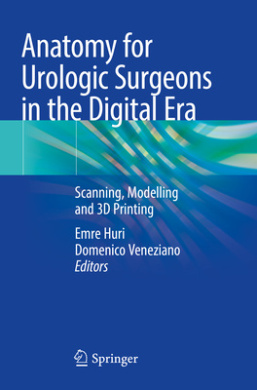 Anatomy for
Urologic Surgeons
in the Digital Era
Scanning, Modelling
and 3D Printing
Emre Huri
Domenico Veneziano
Editors
Springer